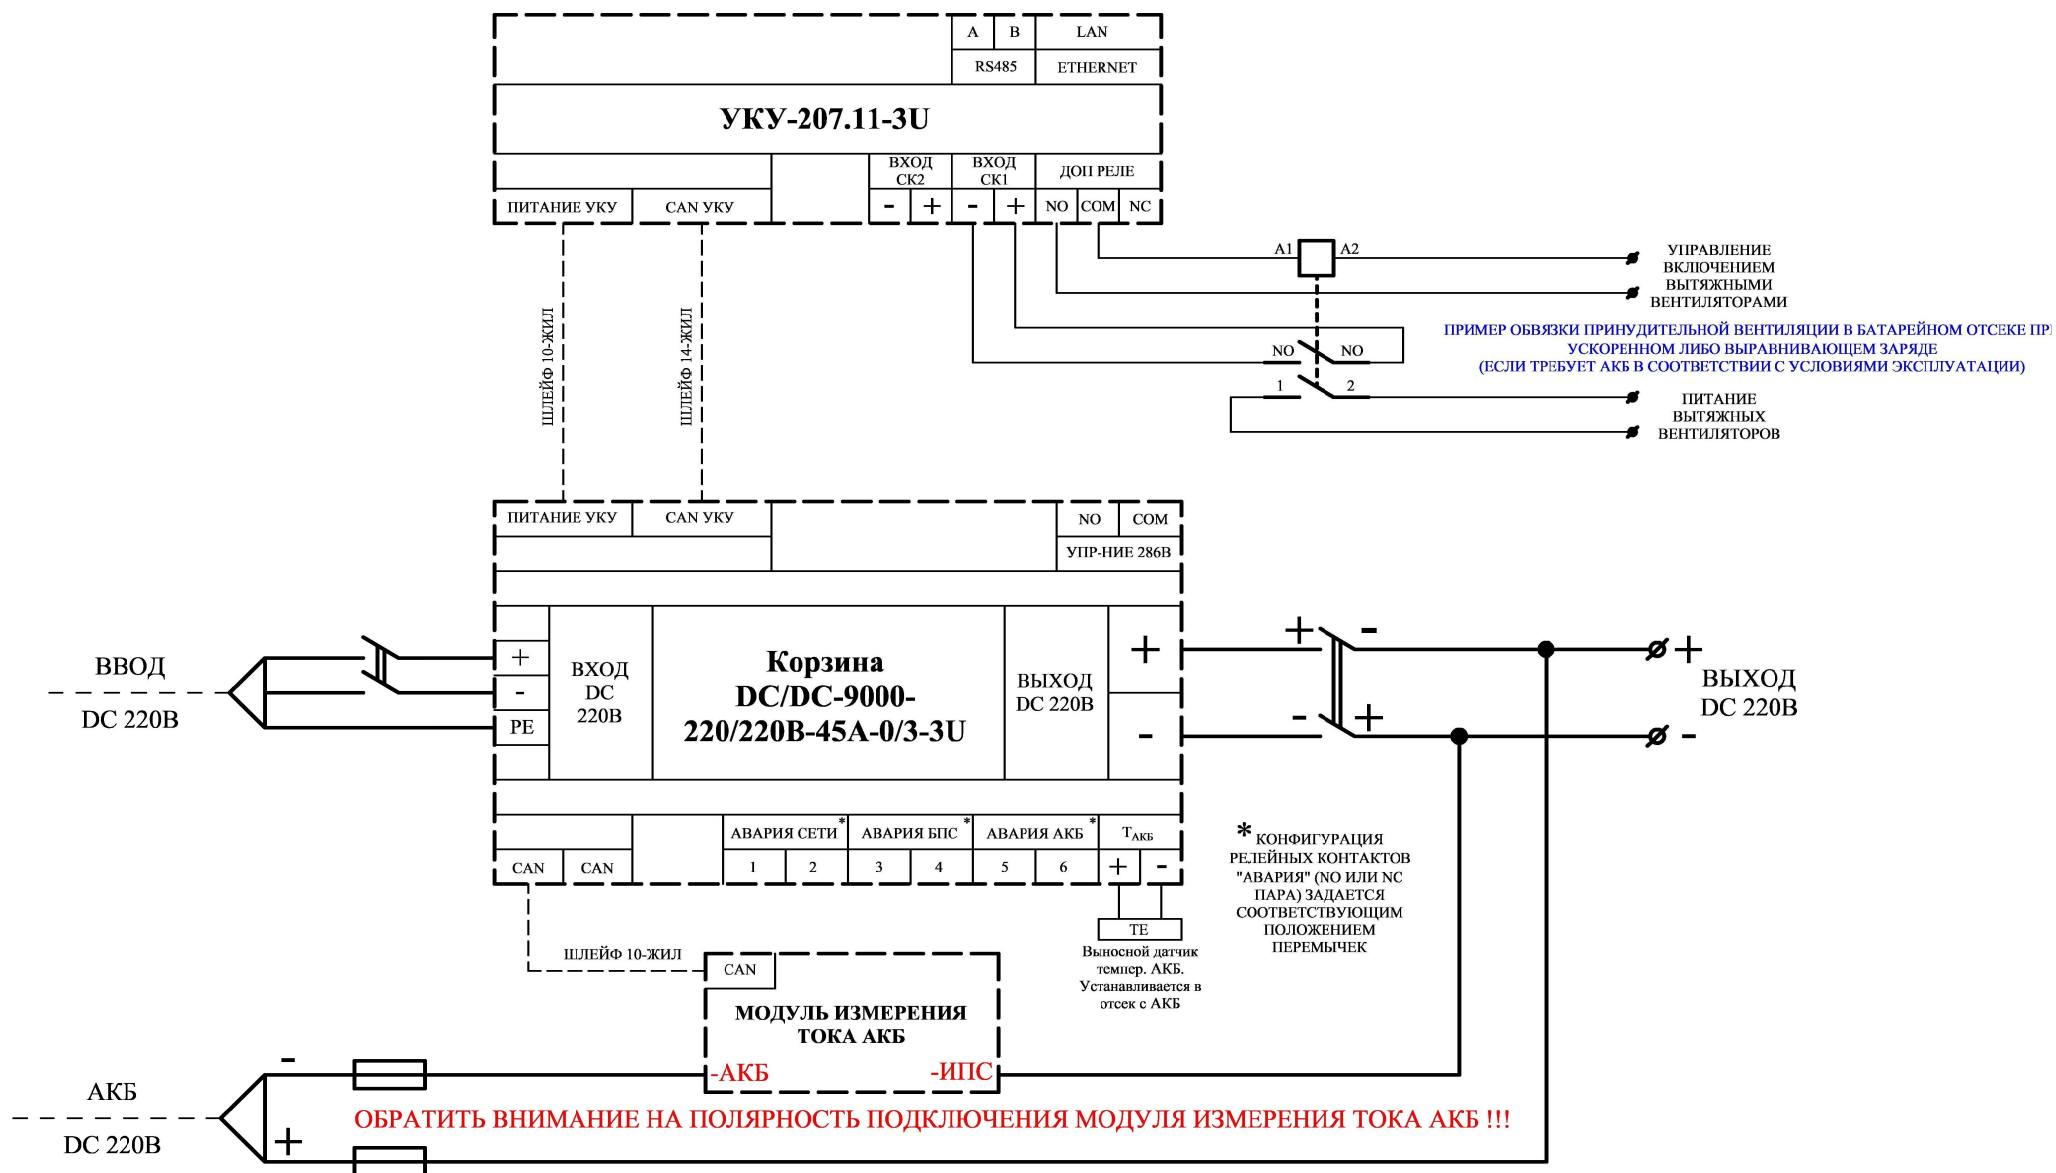 A B LAN
RS485 ETHERNET
УКУ-207.11-3U
ВХОД СК2 ВХОД СК1 ДОП РЕЛЕ
ПИТАНИЕ УКУ CAN УКУ - + - + NO COM NC
A1 A2
УПРАВЛЕНИЕ
ВКЛЮЧЕНИЕМ
ВЫТЯЖНЫМИ
ВЕНТИЛЯТОРАМИ
ШЛЕЙФ 10-ЖИЛ
ШЛЕЙФ 14-ЖИЛ
ПРИМЕР ОБВЯЗКИ ПРИНУДИТЕЛЬНОЙ ВЕНТИЛЯЦИИ В БАТАРЕЙНОМ ОТСЕКЕ ПРИ
УСКОРЕННОМ ЛИБО ВЫРАВНИВАЮЩЕМ ЗАРЯДЕ
(ЕСЛИ ТРЕБУЕТ АКБ В СООТВЕТСТВИИ С УСЛОВИЯМИ ЭКСПЛУАТАЦИИ)
NO NO
1 2
ПИТАНИЕ
ВЫТЯЖНЫХ
ВЕНТИЛЯТОРОВ
ПИТАНИЕ УКУ CAN УКУ NO COM
УПР-НИЕ 286В
ВВОД
DC 220В
+
-
PE
ВХОД
DC
220В
Корзина
DC/DC-9000-
220/220В-45А-0/3-3U
ВЫХОД
DC 220В
+
-
+ -
- +
+
-
ВЫХОД
DC 220В
АВАРИЯ СЕТИ* АВАРИЯ БПС* АВАРИЯ АКБ* TАКБ
CAN CAN 1 2 3 4 5 6 + -
* КОНФИГУРАЦИЯ
РЕЛЕЙНЫХ КОНТАКТОВ
"АВАРИЯ" (NO ИЛИ NC
ПАРА) ЗАДАЕТСЯ
СООТВЕТСТВУЮЩИМ
ПОЛОЖЕНИЕМ
ПЕРЕМЫЧЕК
TE
Выносной датчик
темпер. АКБ.
Устанавливается в
отсек с АКБ
ШЛЕЙФ 10-ЖИЛ
CAN
МОДУЛЬ ИЗМЕРЕНИЯ
ТОКА АКБ
-АКБ -ИПС
АКБ
DC 220В
-
+
ОБРАТИТЬ ВНИМАНИЕ НА ПОЛЯРНОСТЬ ПОДКЛЮЧЕНИЯ МОДУЛЯ ИЗМЕРЕНИЯ ТОКА АКБ !!!